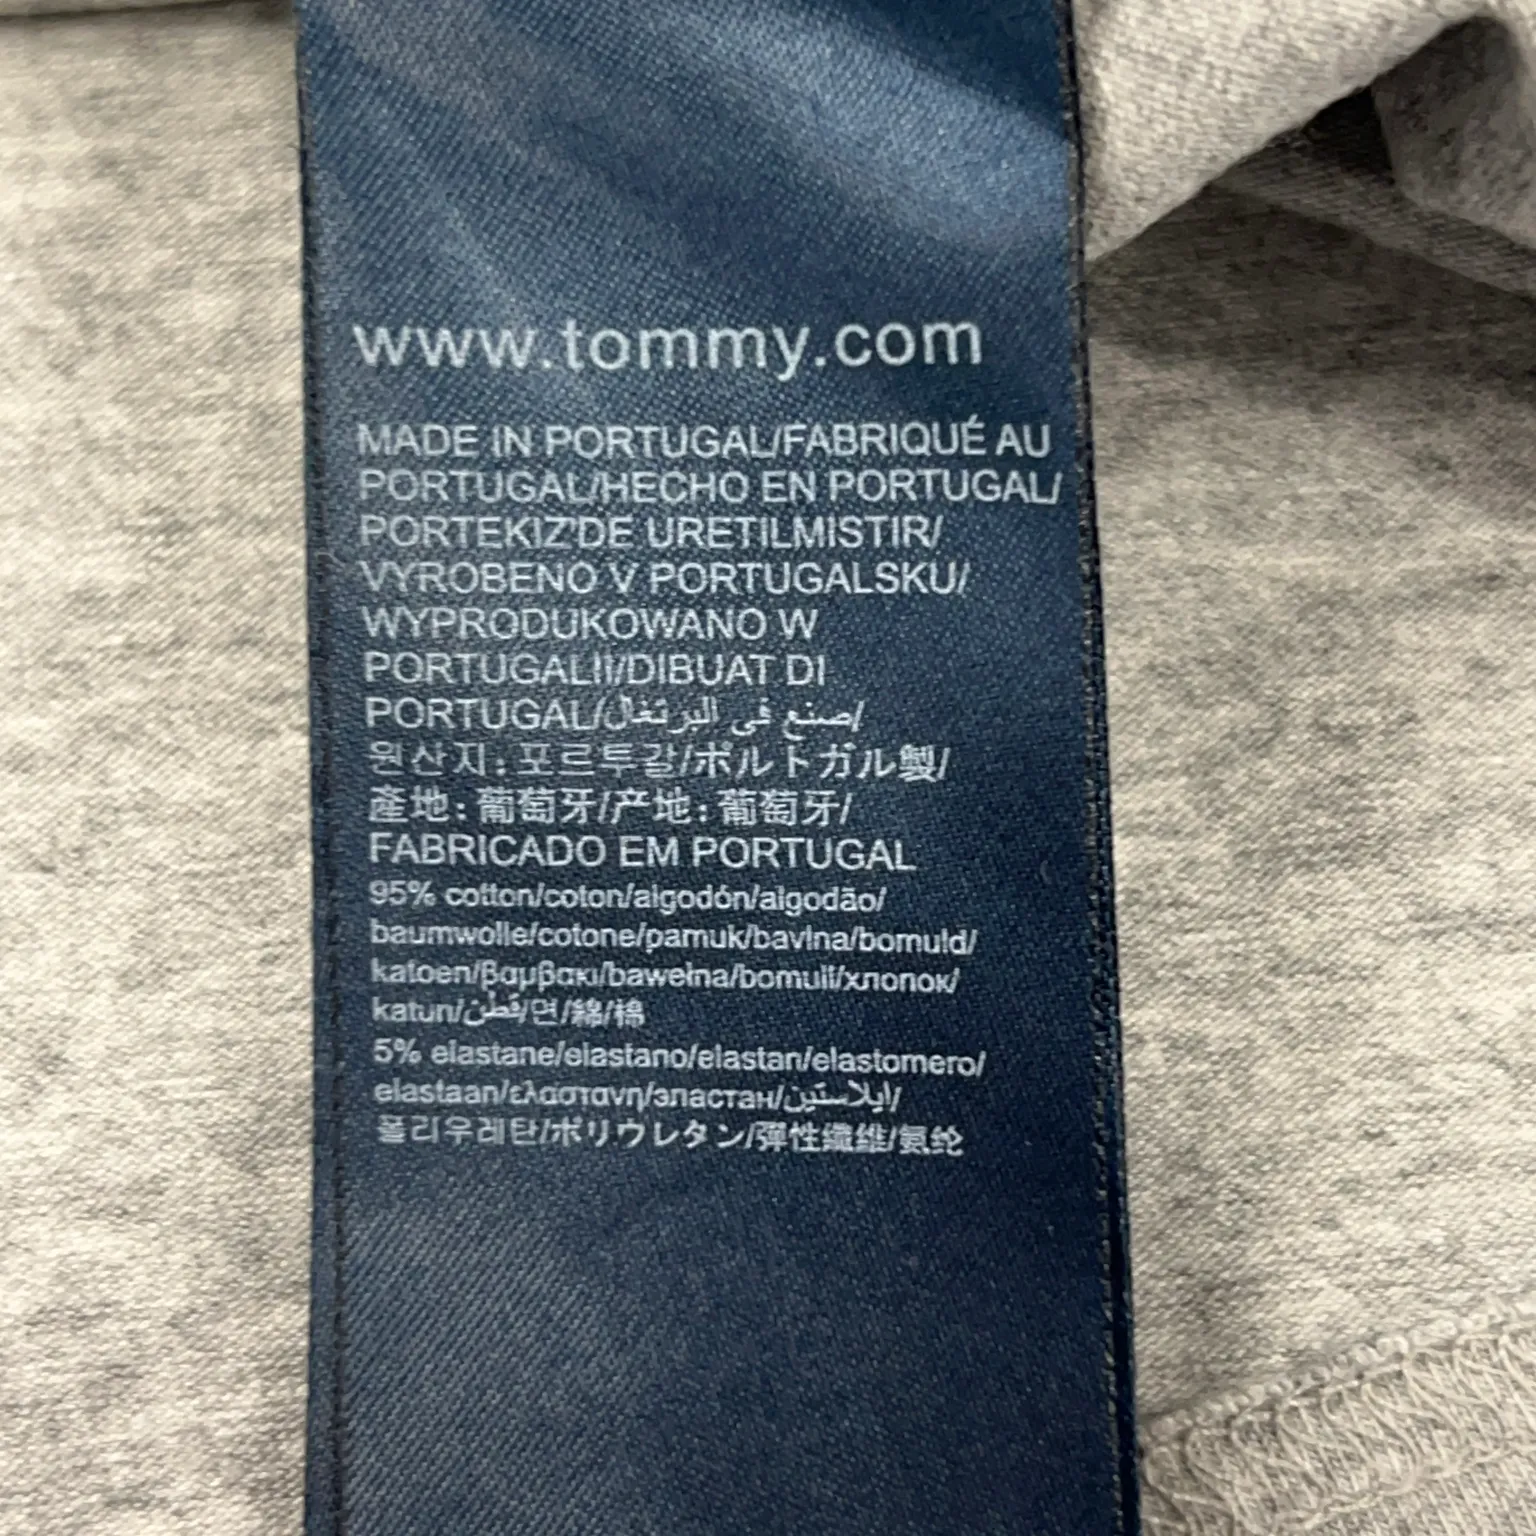 www.tommy.com
MADE IN PORTUGAL/FABRIQUÉ AU
PORTUGAL/HECHO EN PORTUGAL/
PORTEKIZ'DE URETILMISTIR/
VYROBENO V PORTUGALSKU/
WYPRODUKOWANO W
PORTUGALII/DIBUAT DI
PORTUGAL/صنع في البرتغال/
원산지: 포르투갈/ポルトガル製/
產地: 葡萄牙/产地: 葡萄牙/
FABRICADO EM PORTUGAL
95% cotton/coton/algodón/algodão/
baumwolle/cotone/pamuk/bavlna/bomuld/
katoen/βαμβακι/bawełna/bomull/хлопок/
katun/قطن/면/綿/棉
5% elastane/elastano/elastan/elastomero/
elastaan/ελαστανη/эластан/ايلاستين/
폴리우레탄/ポリウレタン/彈性纖維/氨纶